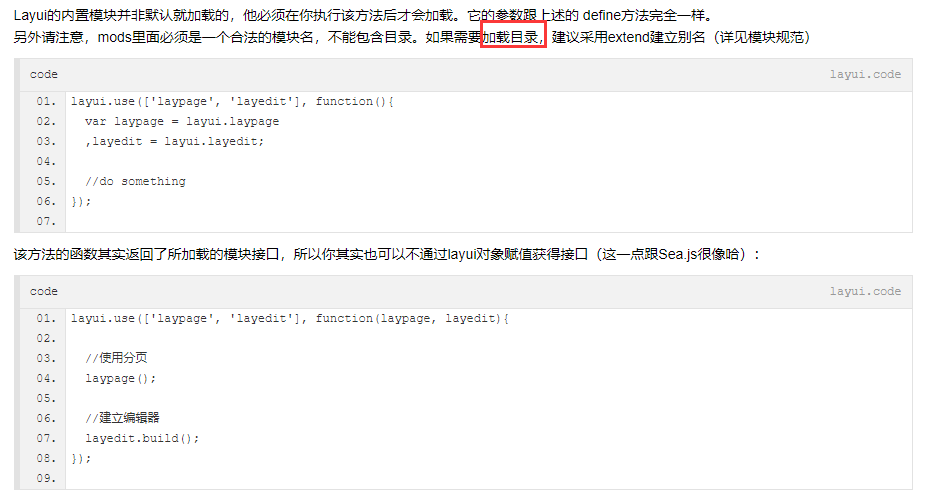 Layui的内置模块并非默认就加载的，他必须在你执行该方法后才会加载。它的参数跟上述的 define方法完全一样。
另外请注意，mods里面必须是一个合法的模块名，不能包含目录。如果需要加载目录，建议采用extend建立别名（详见模块规范）
code layui.code
01. layui.use(['laypage', 'layedit'], function(){
02. var laypage = layui.laypage
03. ,layedit = layui.layedit;
04.
05. //do something
06. });
07.
该方法的函数其实返回了所加载的模块接口，所以你其实也可以不通过layui对象赋值获得接口（这一点跟Sea.js很像哈）：
code layui.code
01. layui.use(['laypage', 'layedit'], function(laypage, layedit){
02.
03. //使用分页
04. laypage();
05.
06. //建立编辑器
07. layedit.build();
08. });
09.